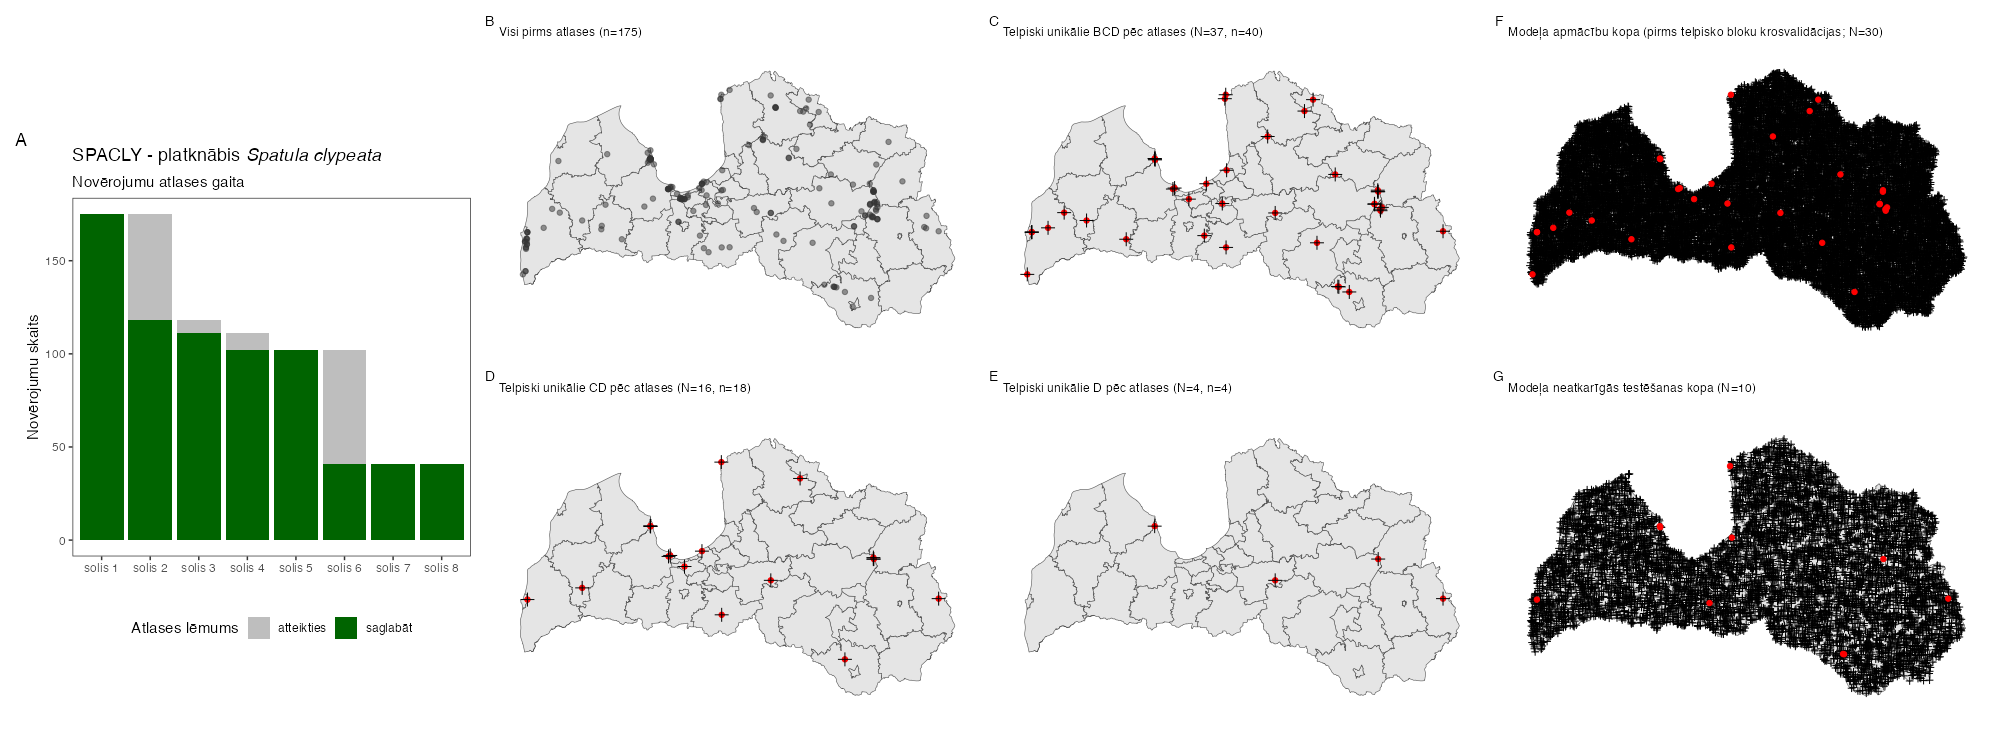 A
SPACLY - platknābis Spatula clypeata
Novērojumu atlases gaita
Novērojumu skaits
150
100
50
0
solis 1 solis 2 solis 3 solis 4 solis 5 solis 6 solis 7 solis 8
Atlases lēmums atteikties saglabāt
B
Visi pirms atlases (n=175)
C
Telpiski unikālie BCD pēc atlases (N=37, n=40)
D
Telpiski unikālie CD pēc atlases (N=16, n=18)
E
Telpiski unikālie D pēc atlases (N=4, n=4)
F
Modeļa apmācību kopa (pirms telpisko bloku krosvalidācijas; N=30)
G
Modeļa neatkarīgās testēšanas kopa (N=10)